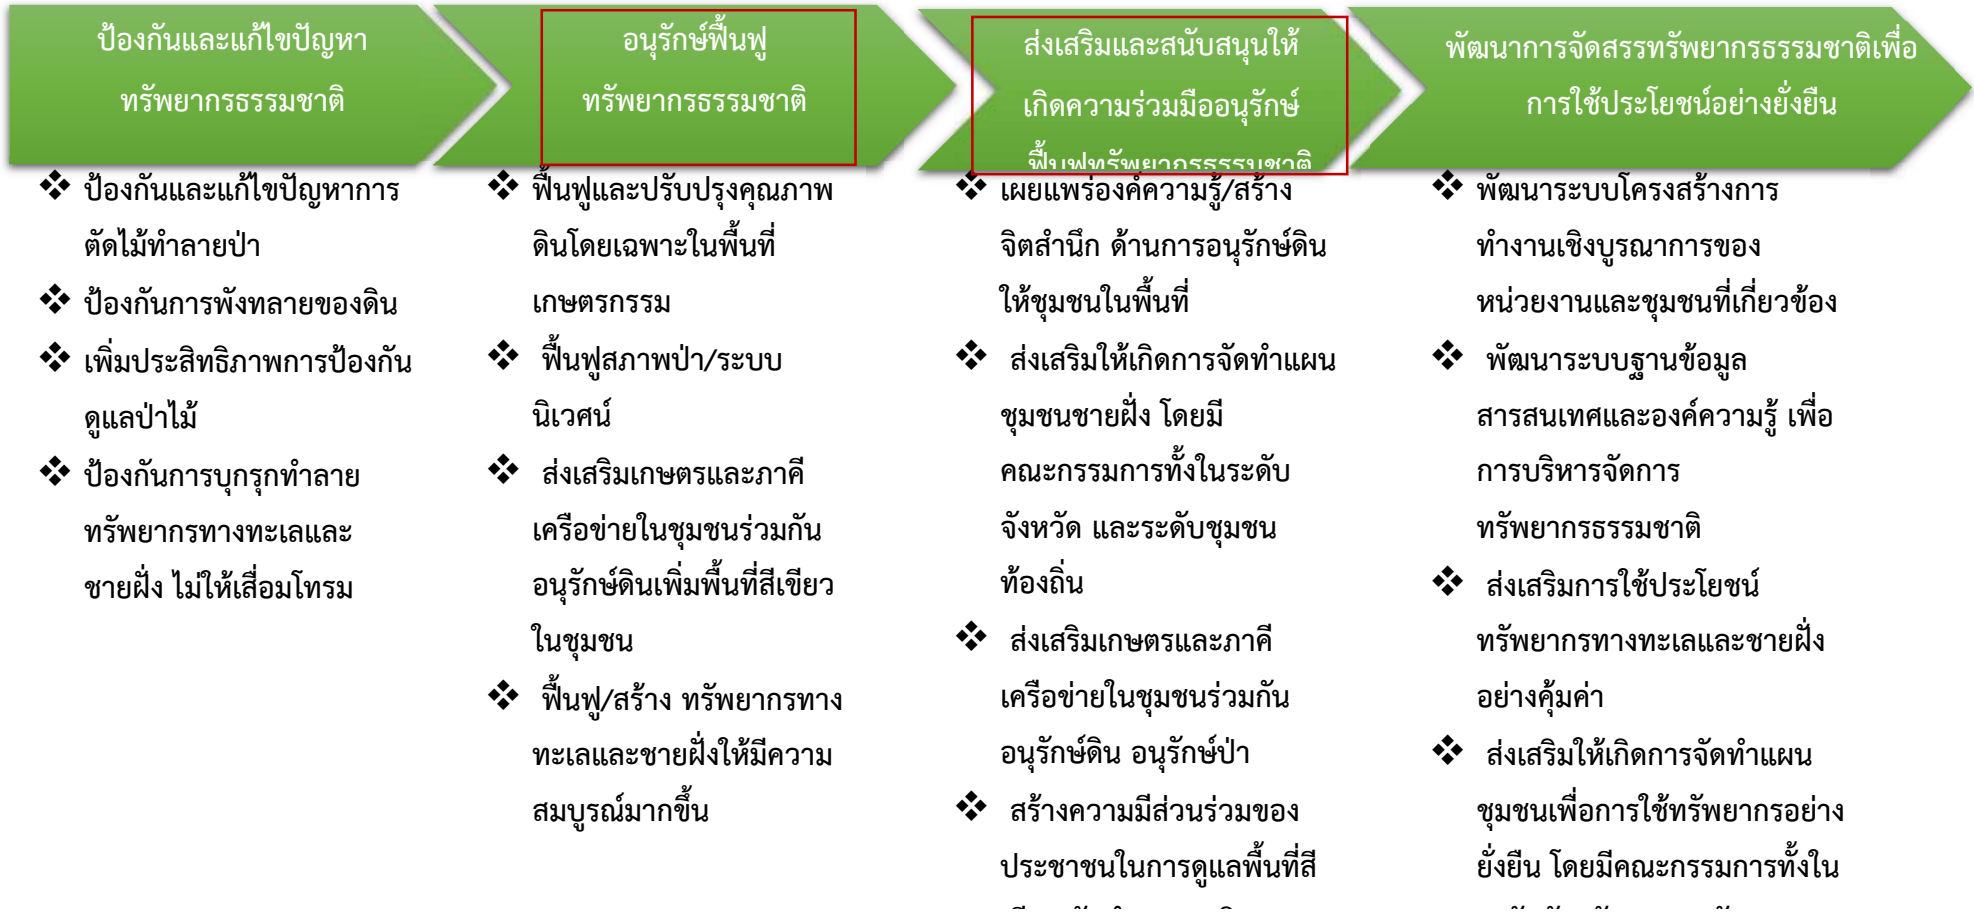 ป้องกันและแก้ไขปัญหา
ทรัพยากรธรรมชาติ
อนุรักษ์ฟื้นฟู
ทรัพยากรธรรมชาติ
ส่งเสริมและสนับสนุนให้
เกิดความร่วมมืออนุรักษ์
ฟื้นฟูทรัพยากรธรรมชาติ
พัฒนาการจัดสรรทรัพยากรธรรมชาติเพื่อ
การใช้ประโยชน์อย่างยั่งยืน
❖ ป้องกันและแก้ไขปัญหาการ
ตัดไม้ทำลายป่า
❖ ป้องกันการพังทลายของดิน
❖ เพิ่มประสิทธิภาพการป้องกัน
ดูแลป่าไม้
❖ ป้องกันการบุกรุกทำลาย
ทรัพยากรทางทะเลและ
ชายฝั่ง ไม่ให้เสื่อมโทรม
❖ ฟื้นฟูและปรับปรุงคุณภาพ
ดินโดยเฉพาะในพื้นที่
เกษตรกรรม
❖ ฟื้นฟูสภาพป่า/ระบบ
นิเวศน์
❖ ส่งเสริมเกษตรและภาคี
เครือข่ายในชุมชนร่วมกัน
อนุรักษ์ดินเพิ่มพื้นที่สีเขียว
ในชุมชน
❖ ฟื้นฟู/สร้าง ทรัพยากรทาง
ทะเลและชายฝั่งให้มีความ
สมบูรณ์มากขึ้น
❖ เผยแพร่องค์ความรู้/สร้าง
จิตสำนึก ด้านการอนุรักษ์ดิน
ให้ชุมชนในพื้นที่
❖ ส่งเสริมให้เกิดการจัดทำแผน
ชุมชนชายฝั่ง โดยมี
คณะกรรมการทั้งในระดับ
จังหวัด และระดับชุมชน
ท้องถิ่น
❖ ส่งเสริมเกษตรและภาคี
เครือข่ายในชุมชนร่วมกัน
อนุรักษ์ดิน อนุรักษ์ป่า
❖ สร้างความมีส่วนร่วมของ
ประชาชนในการดูแลพื้นที่สี
❖ พัฒนาระบบโครงสร้างการ
ทำงานเชิงบูรณาการของ
หน่วยงานและชุมชนที่เกี่ยวข้อง
❖ พัฒนาระบบฐานข้อมูล
สารสนเทศและองค์ความรู้ เพื่อ
การบริหารจัดการ
ทรัพยากรธรรมชาติ
❖ ส่งเสริมการใช้ประโยชน์
ทรัพยากรทางทะเลและชายฝั่ง
อย่างคุ้มค่า
❖ ส่งเสริมให้เกิดการจัดทำแผน
ชุมชนเพื่อการใช้ทรัพยากรอย่าง
ยั่งยืน โดยมีคณะกรรมการทั้งใน